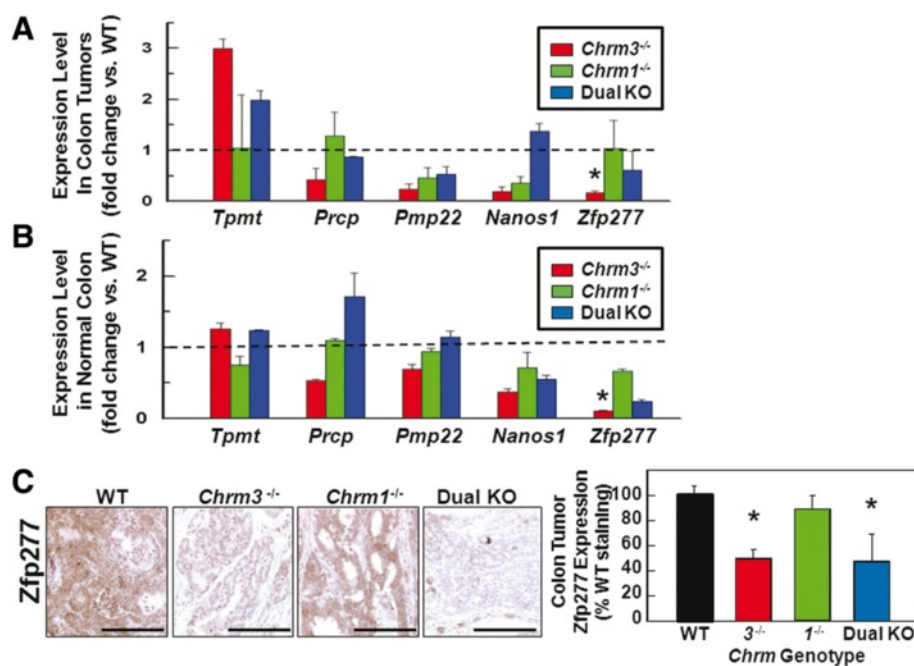 A
Expression Level
In Colon Tumors
(fold change vs. WT)
3
2
1
0
Chrm3-/-
Chrm1-/-
Dual KO
*
Tpmt Prcp Pmp22 Nanos1 Zfp277
B
Expression Level
in Normal Colon
(fold change vs. WT)
2
1
0
Chrm3-/-
Chrm1-/-
Dual KO
*
Tpmt Prcp Pmp22 Nanos1 Zfp277
C
WT Chrm3 -/- Chrm1-/- Dual KO
Zfp277
Colon Tumor
Zfp277 Expression
(% WT staining)
100
80
60
40
20
0
* *
WT 3-/- 1-/- Dual KO
Chrm Genotype